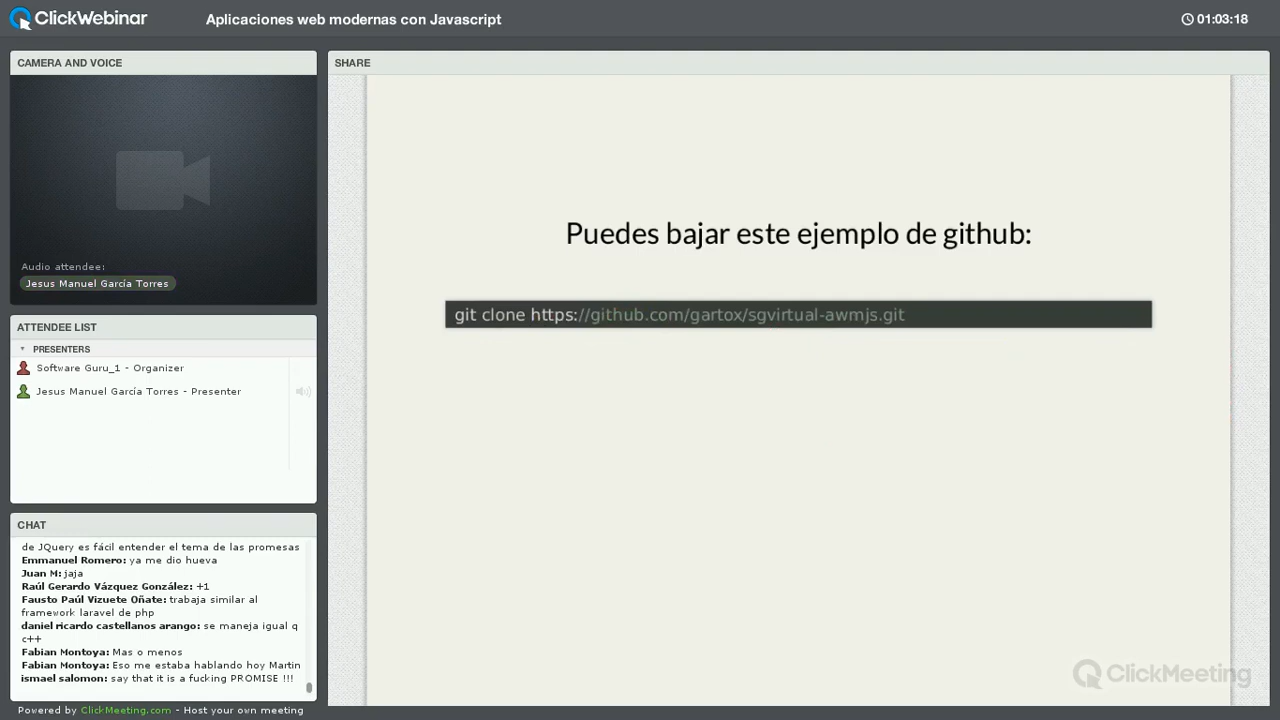 ClickWebinar
Aplicaciones web modernas con Javascript
01:03:18
CAMERA AND VOICE
Audio attendee:
Jesus Manuel García Torres
ATTENDEE LIST
PRESENTERS
Software Guru_1 - Organizer
Jesus Manuel García Torres - Presenter
CHAT
de JQuery es fácil entender el tema de las promesas
Emmanuel Romero: ya me dio hueva
Juan M: jaja
Raúl Gerardo Vázquez González: +1
Fausto Paúl Vizuete Oñate: trabaja similar al
framework laravel de php
daniel ricardo castellanos arango: se maneja igual q
c++
Fabian Montoya: Mas o menos
Fabian Montoya: Eso me estaba hablando hoy Martin
ismael salomon: say that it is a fucking PROMISE !!!
Powered by ClickMeeting.com - Host your own meeting
SHARE
Puedes bajar este ejemplo de github:
git clone https://github.com/gartox/sgvirtual-awmjs.git
ClickMeeting